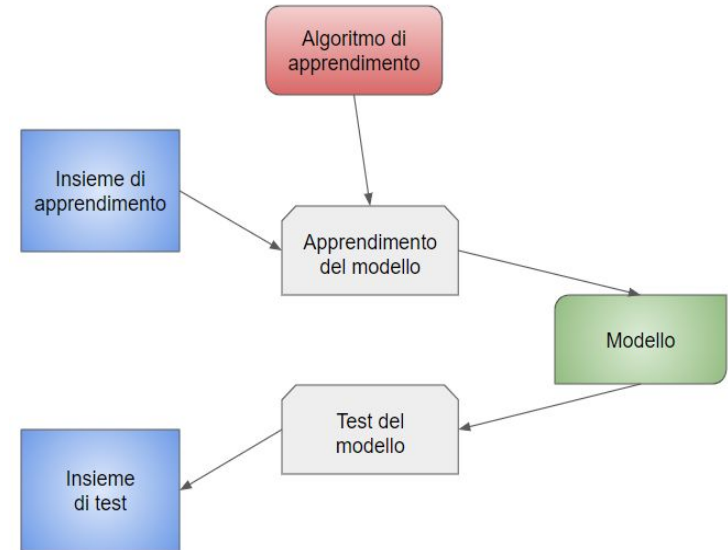 Algoritmo di
apprendimento
Insieme di
apprendimento
Apprendimento
del modello
Modello
Test del
modello
Insieme
di test